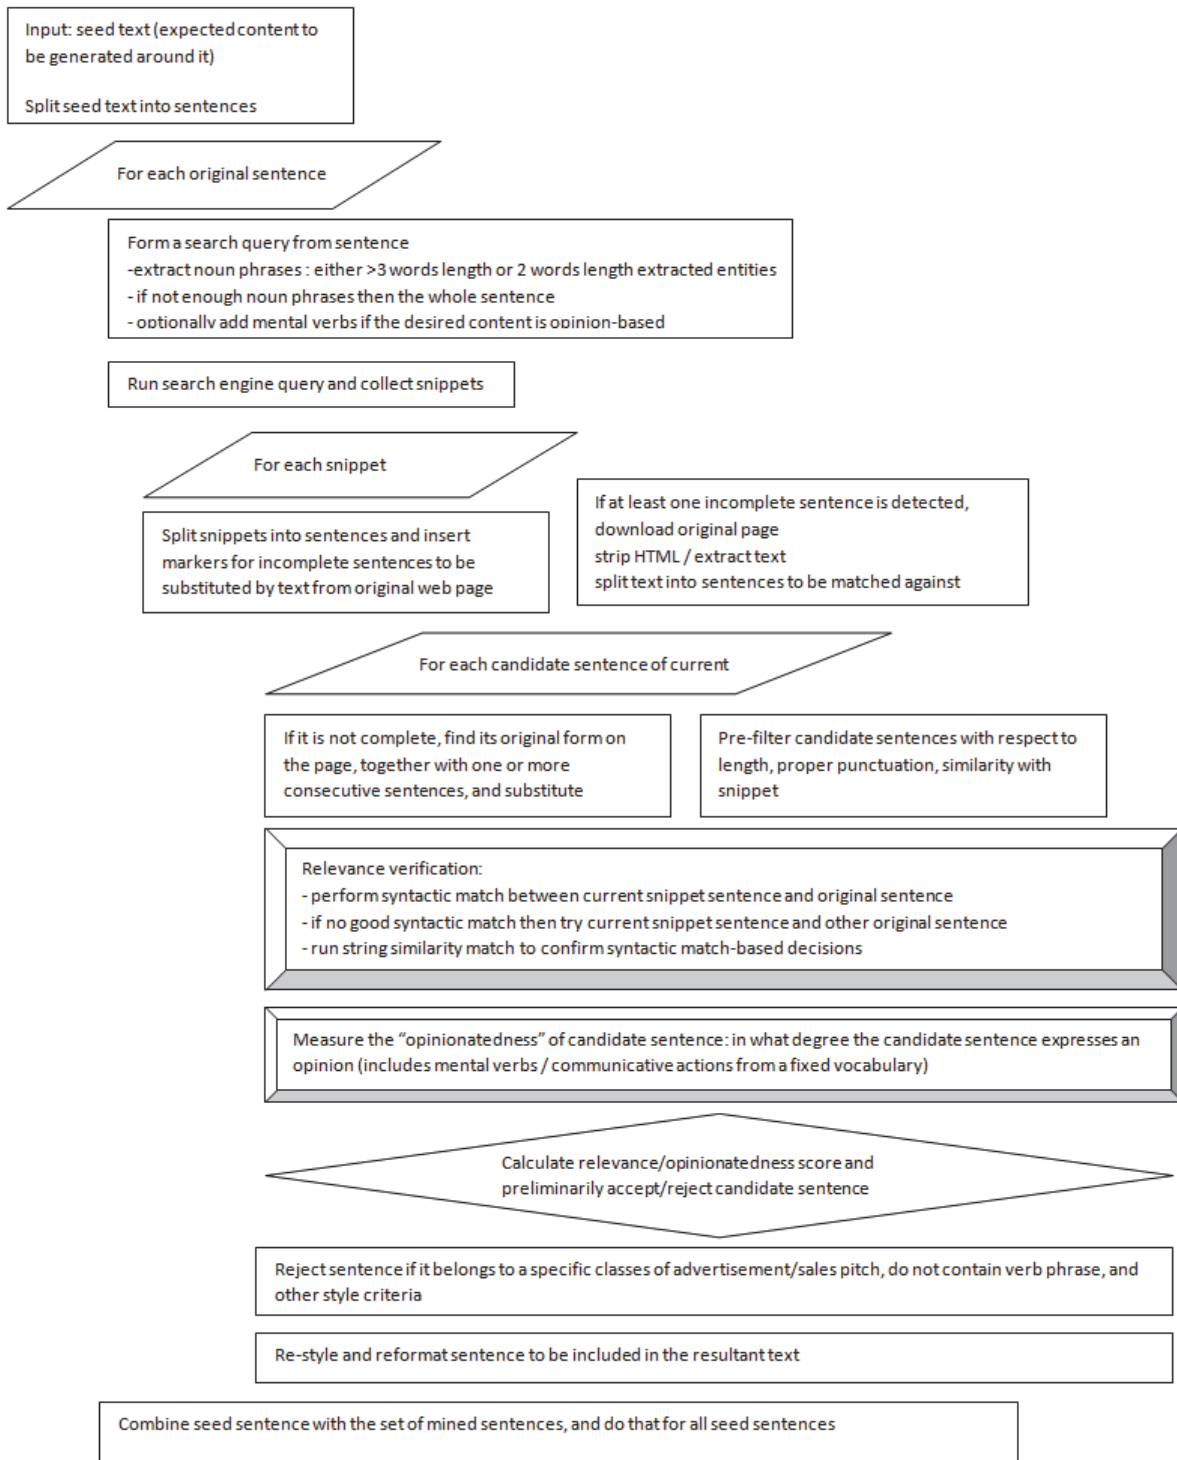 Input: seed text (expected content to
be generated around it)
Split seed text into sentences
For each original sentence
Form a search query from sentence
-extract noun phrases : either >3 words length or 2 words length extracted entities
- if not enough noun phrases then the whole sentence
- optionally add mental verbs if the desired content is opinion-based
Run search engine query and collect snippets
For each snippet
Split snippets into sentences and insert
markers for incomplete sentences to be
substituted by text from original web page
If at least one incomplete sentence is detected,
download original page
strip HTML / extract text
split text into sentences to be matched against
For each candidate sentence of current
If it is not complete, find its original form on
the page, together with one or more
consecutive sentences, and substitute
Pre-filter candidate sentences with respect to
length, proper punctuation, similarity with
snippet
Relevance verification:
- perform syntactic match between current snippet sentence and original sentence
- if no good syntactic match then try current snippet sentence and other original sentence
- run string similarity match to confirm syntactic match-based decisions
Measure the “opinionatedness” of candidate sentence: in what degree the candidate sentence expresses an
opinion (includes mental verbs / communicative actions from a fixed vocabulary)
Calculate relevance/opinionatedness score and
preliminarily accept/reject candidate sentence
Reject sentence if it belongs to a specific classes of advertisement/sales pitch, do not contain verb phrase, and
other style criteria
Re-style and reformat sentence to be included in the resultant text
Combine seed sentence with the set of mined sentences, and do that for all seed sentences